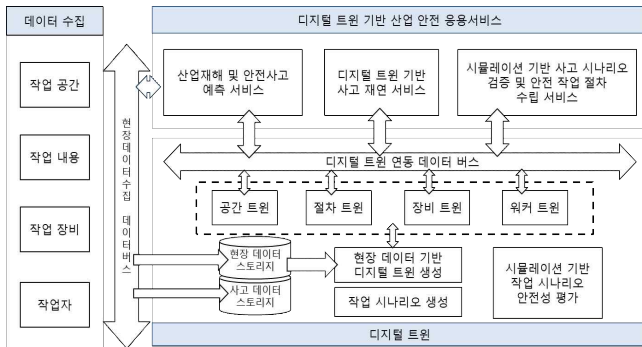 데이터 수집
작업 공간
작업 내용
작업 장비
작업자
현장데이터수집 데이터버스
디지털 트윈 기반 산업 안전 응용서비스
산업재해 및 안전사고
예측 서비스
디지털 트윈 기반
사고 재연 서비스
시뮬레이션 기반 사고 시나리오
검증 및 안전 작업 절차
수립 서비스
디지털 트윈 연동 데이터 버스
공간 트윈
절차 트윈
장비 트윈
워커 트윈
현장 데이터
스토리지
사고 데이터
스토리지
현장 데이터 기반
디지털 트윈 생성
작업 시나리오 생성
시뮬레이션 기반
작업 시나리오
안전성 평가
디지털 트윈